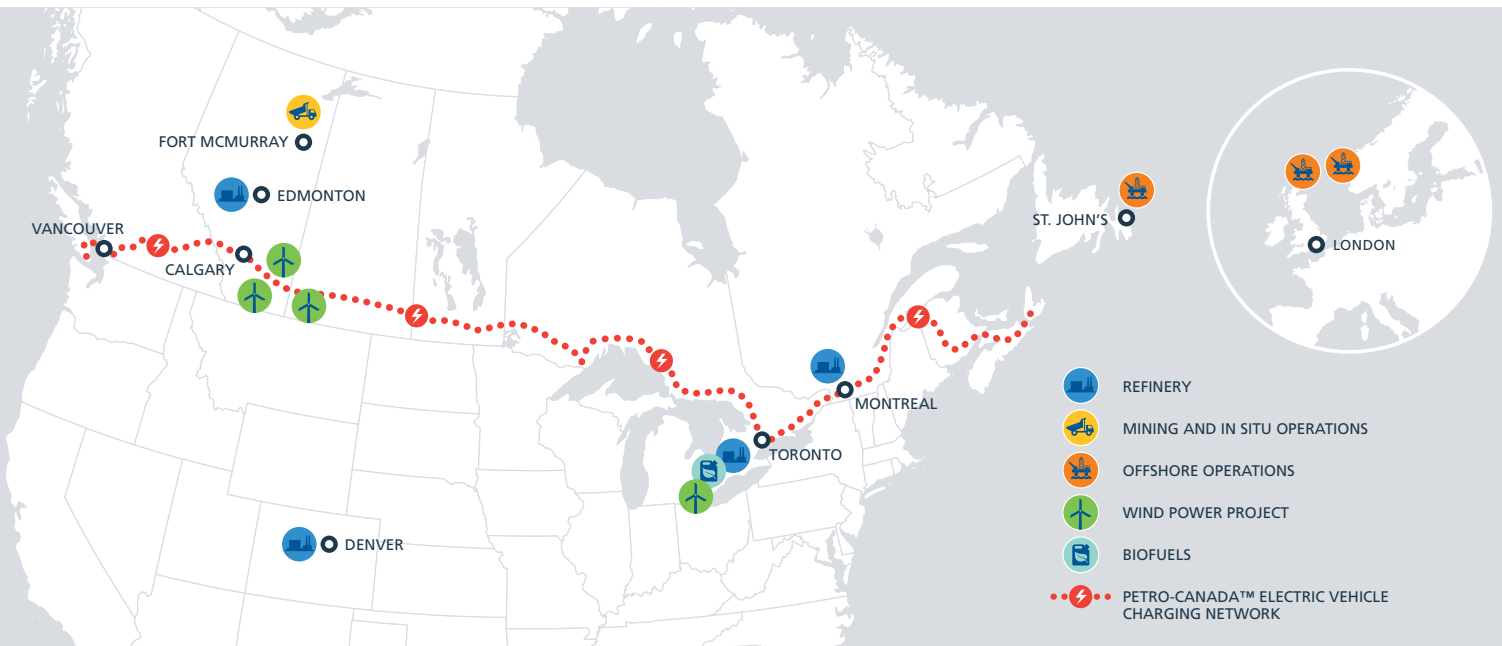 FORT MCMURRAY
EDMONTON
VANCOUVER
CALGARY
ST. JOHN'S
LONDON
REFINERY
MONTREAL
MINING AND IN SITU OPERATIONS
TORONTO
OFFSHORE OPERATIONS
WIND POWER PROJECT
DENVER
BIOFUELS
PETRO-CANADA™ ELECTRIC VEHICLE
CHARGING NETWORK